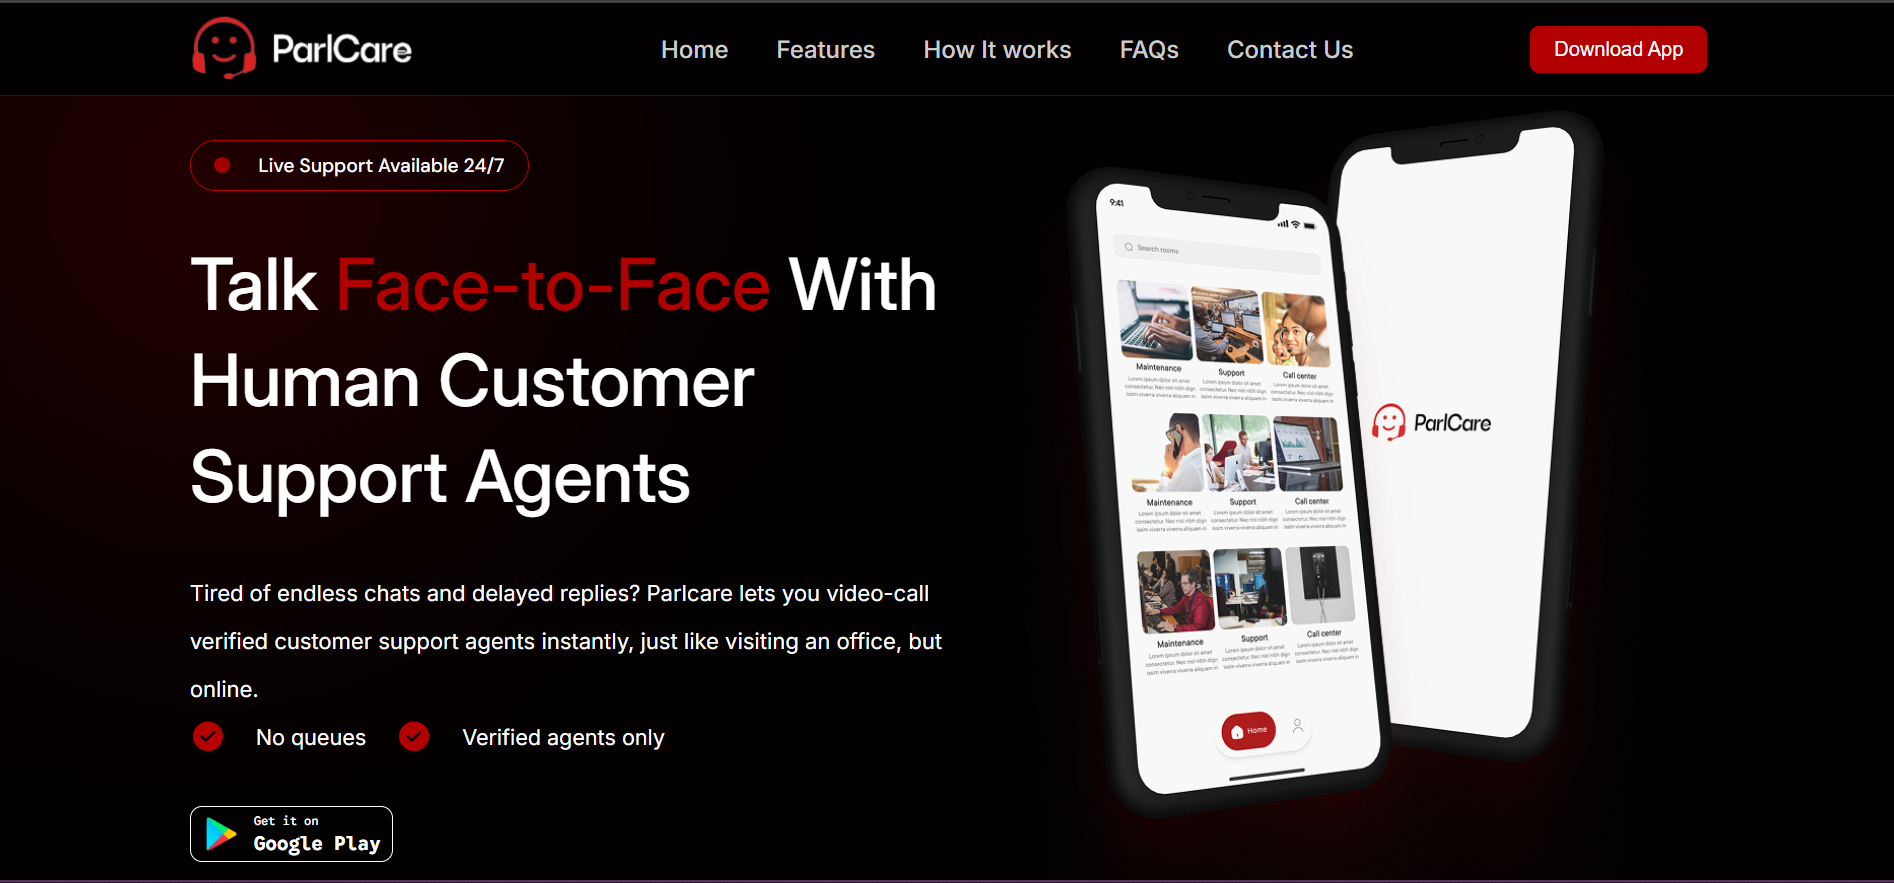 ParlCare
Home
Features
How It works
FAQs
Contact Us
Download App
Live Support Available 24/7
Talk Face-to-Face With
Human Customer
Support Agents
Tired of endless chats and delayed replies? Parlcare lets you video-call
verified customer support agents instantly, just like visiting an office, but
online.
No queues
Verified agents only
Get it on
Google Play
9:41
Search rooms
Maintenance
Lorem ipsum dolor sit amet
consectetur. Nec nisl nibh dign
issim viverra viverra aliquam in
Support
Lorem ipsum dolor sit amet
consectetur. Nec nisl nibh dign
issim viverra viverra aliquam in
Call center
Lorem ipsum dolor sit amet
consectetur. Nec nisl nibh dign
issim viverra viverra aliquam in
Maintenance
Lorem ipsum dolor sit amet
consectetur. Nec nisl nibh dign
issim viverra viverra aliquam in
Support
Lorem ipsum dolor sit amet
consectetur. Nec nisl nibh dign
issim viverra viverra aliquam in
Call center
Lorem ipsum dolor sit amet
consectetur. Nec nisl nibh dign
issim viverra viverra aliquam in
Maintenance
Lorem ipsum dolor sit amet
consectetur. Nec nisl nibh dign
issim viverra viverra aliquam in
Support
Lorem ipsum dolor sit amet
consectetur. Nec nisl nibh dign
issim viverra viverra aliquam in
Call center
Lorem ipsum dolor sit amet
consectetur. Nec nisl nibh dign
issim viverra viverra aliquam in
Home
ParlCare